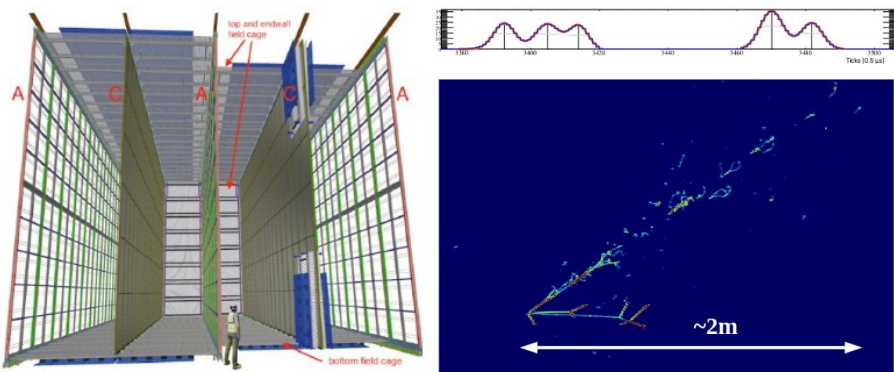 top and endwall
field cage
A
C
A
C
A
bottom field cage
3380
3400
3420
3440
3460
3480
3500
Ticks [0.5 µs]
~2m